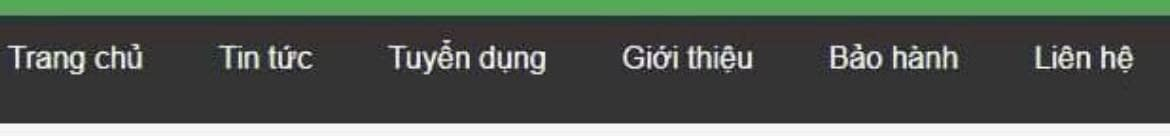 Trang chủ Tin tức Tuyển dụng Giới thiệu Bảo hành Liên hệ